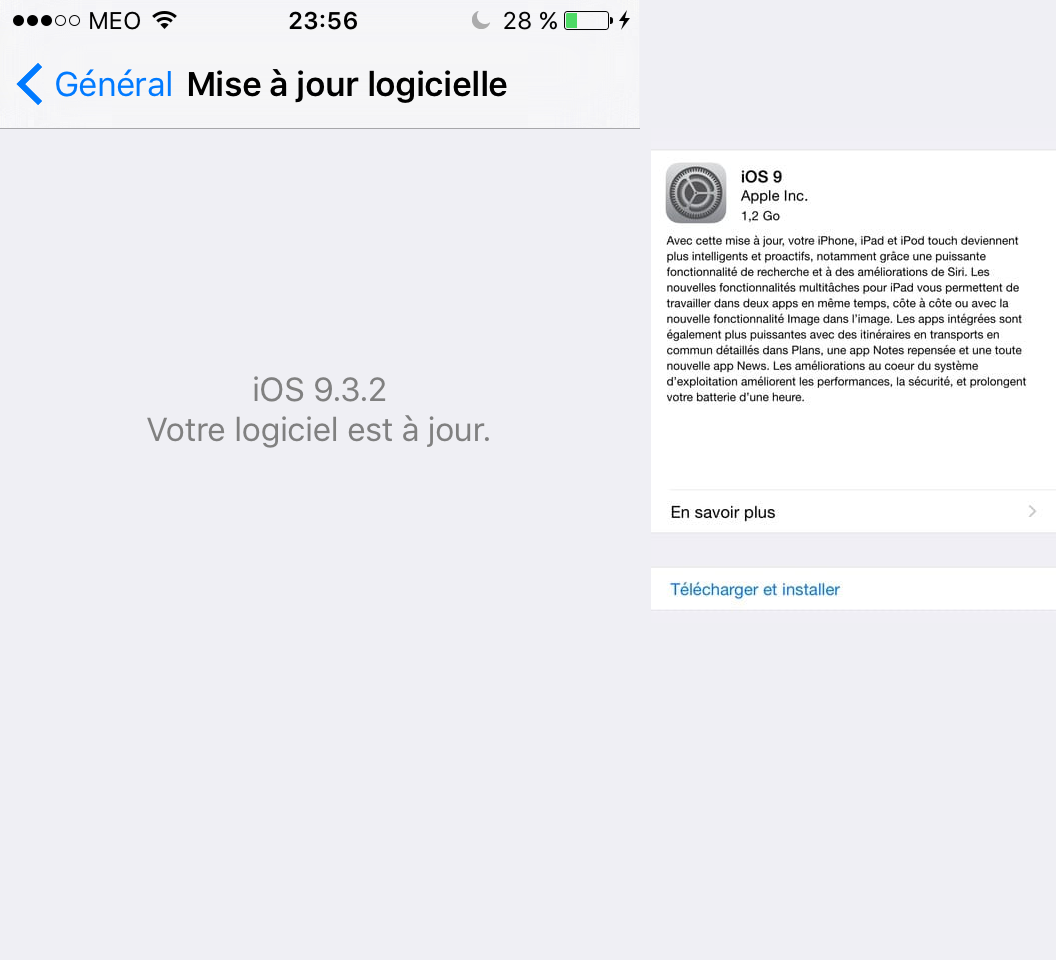 MEO 23:56 28 %
Général Mise à jour logicielle
iOS 9.3.2
Votre logiciel est à jour.
iOS 9
Apple Inc.
1,2 Go
Avec cette mise à jour, votre iPhone, iPad et iPod touch deviennent
plus intelligents et proactifs, notamment grâce une puissante
fonctionnalité de recherche et à des améliorations de Siri. Les
nouvelles fonctionnalités multitâches pour iPad vous permettent de
travailler dans deux apps en même temps, côte à côte ou avec la
nouvelle fonctionnalité Image dans l'image. Les apps intégrées sont
également plus puissantes avec des itinéraires en transports en
commun détaillés dans Plans, une app Notes repensée et une toute
nouvelle app News. Les améliorations au coeur du système
d'exploitation améliorent les performances, la sécurité, et prolongent
votre batterie d'une heure.
En savoir plus
Télécharger et installer